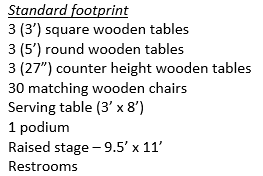 Standard footprint
3 (3’) square wooden tables
3 (5’) round wooden tables
3 (27”) counter height wooden tables
30 matching wooden chairs
Serving table (3’ x 8’)
1 podium
Raised stage – 9.5’ x 11’
Restrooms